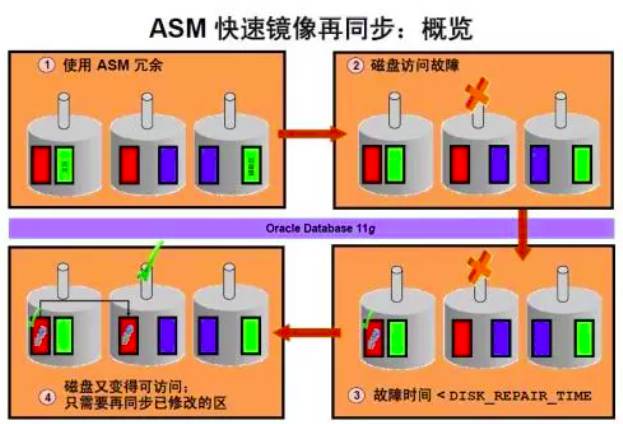 ASM 快速镜像再同步：概览
① 使用 ASM 冗余
② 磁盘访问故障
Oracle Database 11g
④ 磁盘又变得可访问；
只需要再同步已修改的区
③ 故障时间 < DISK_REPAIR_TIME